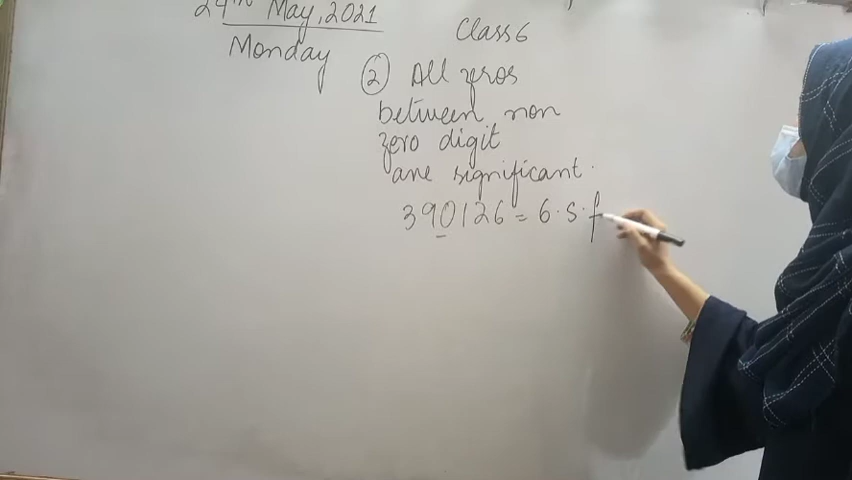 24th May, 2021
Monday
Class 6
② All zeros
between non
zero digit
are significant.
390126 = 6.s.f